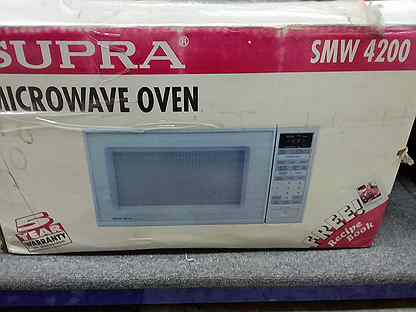 SUPRA®
SMW 4200
MICROWAVE OVEN
5
YEAR
WARRANTY
FREE!
Recipe
Book